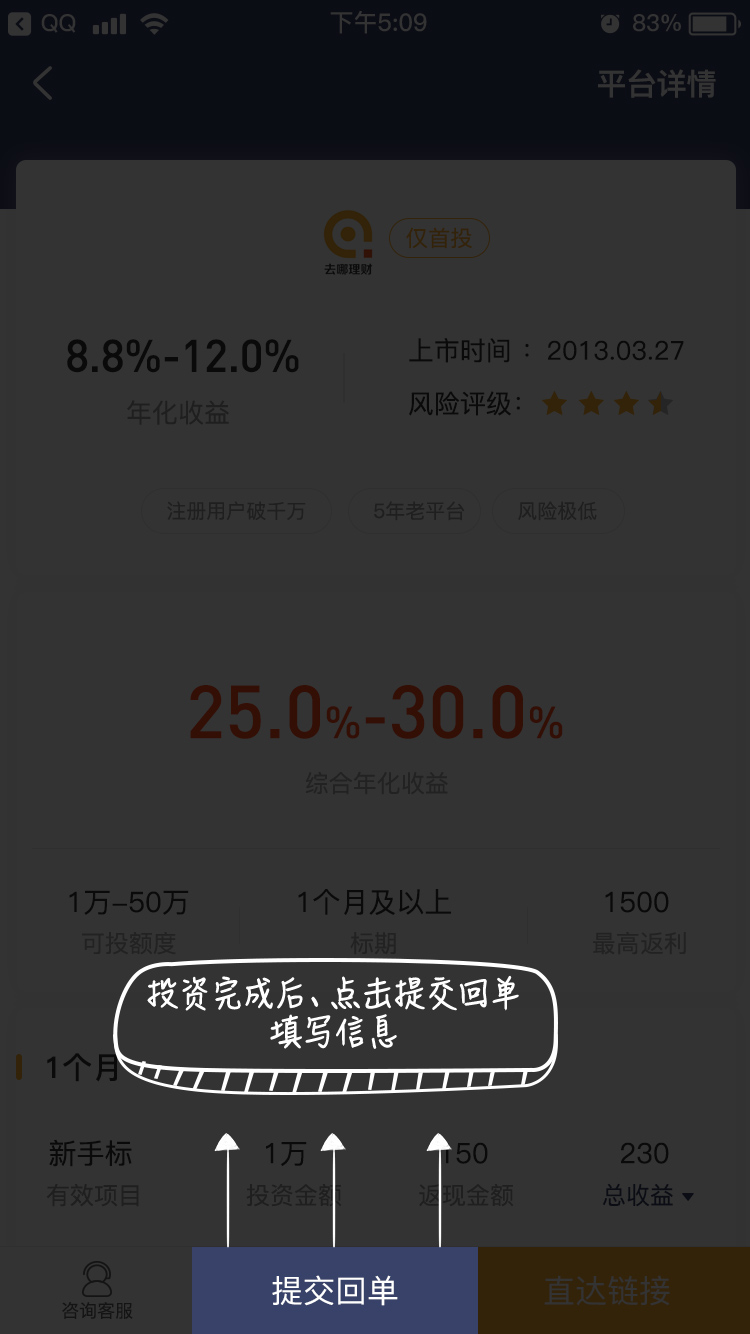 QQ 下午5:09 83%
平台详情
去哪理财
仅首投
8.8%-12.0%
年化收益
上市时间 : 2013.03.27
风险评级:
注册用户破千万 5年老平台 风险极低
25.0%-30.0%
综合年化收益
1万-50万 1个月及以上 1500
可投额度 标期 最高返利
投资完成后、点击提交回单
填写信息
1个月
新手标 1万 150 230
有效项目 投资金额 返现金额 总收益
咨询客服 提交回单 直达链接